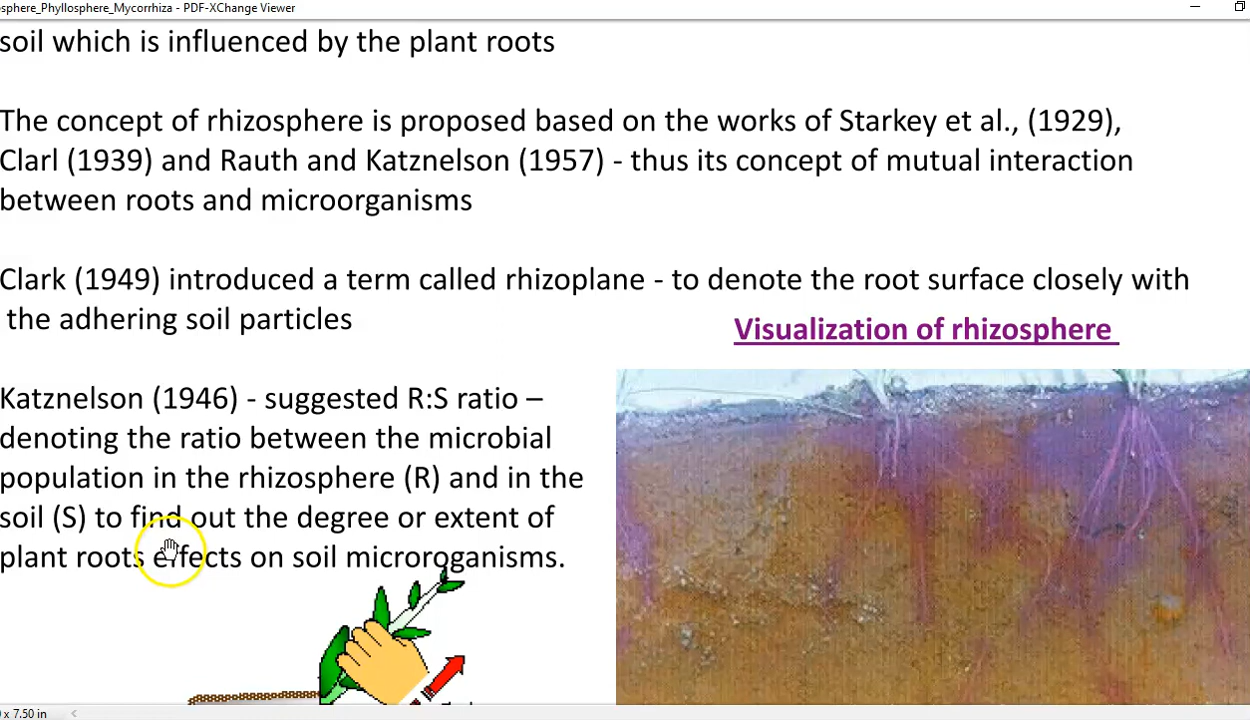 sphere_Phyllosphere_Mycorrhiza - PDF-XChange Viewer
soil which is influenced by the plant roots
The concept of rhizosphere is proposed based on the works of Starkey et al., (1929),
Clarl (1939) and Rauth and Katznelson (1957) - thus its concept of mutual interaction
between roots and microorganisms
Clark (1949) introduced a term called rhizoplane - to denote the root surface closely with
the adhering soil particles
Visualization of rhizosphere
Katznelson (1946) - suggested R:S ratio –
denoting the ratio between the microbial
population in the rhizosphere (R) and in the
soil (S) to find out the degree or extent of
plant roots effects on soil microroganisms.
x 7.50 in